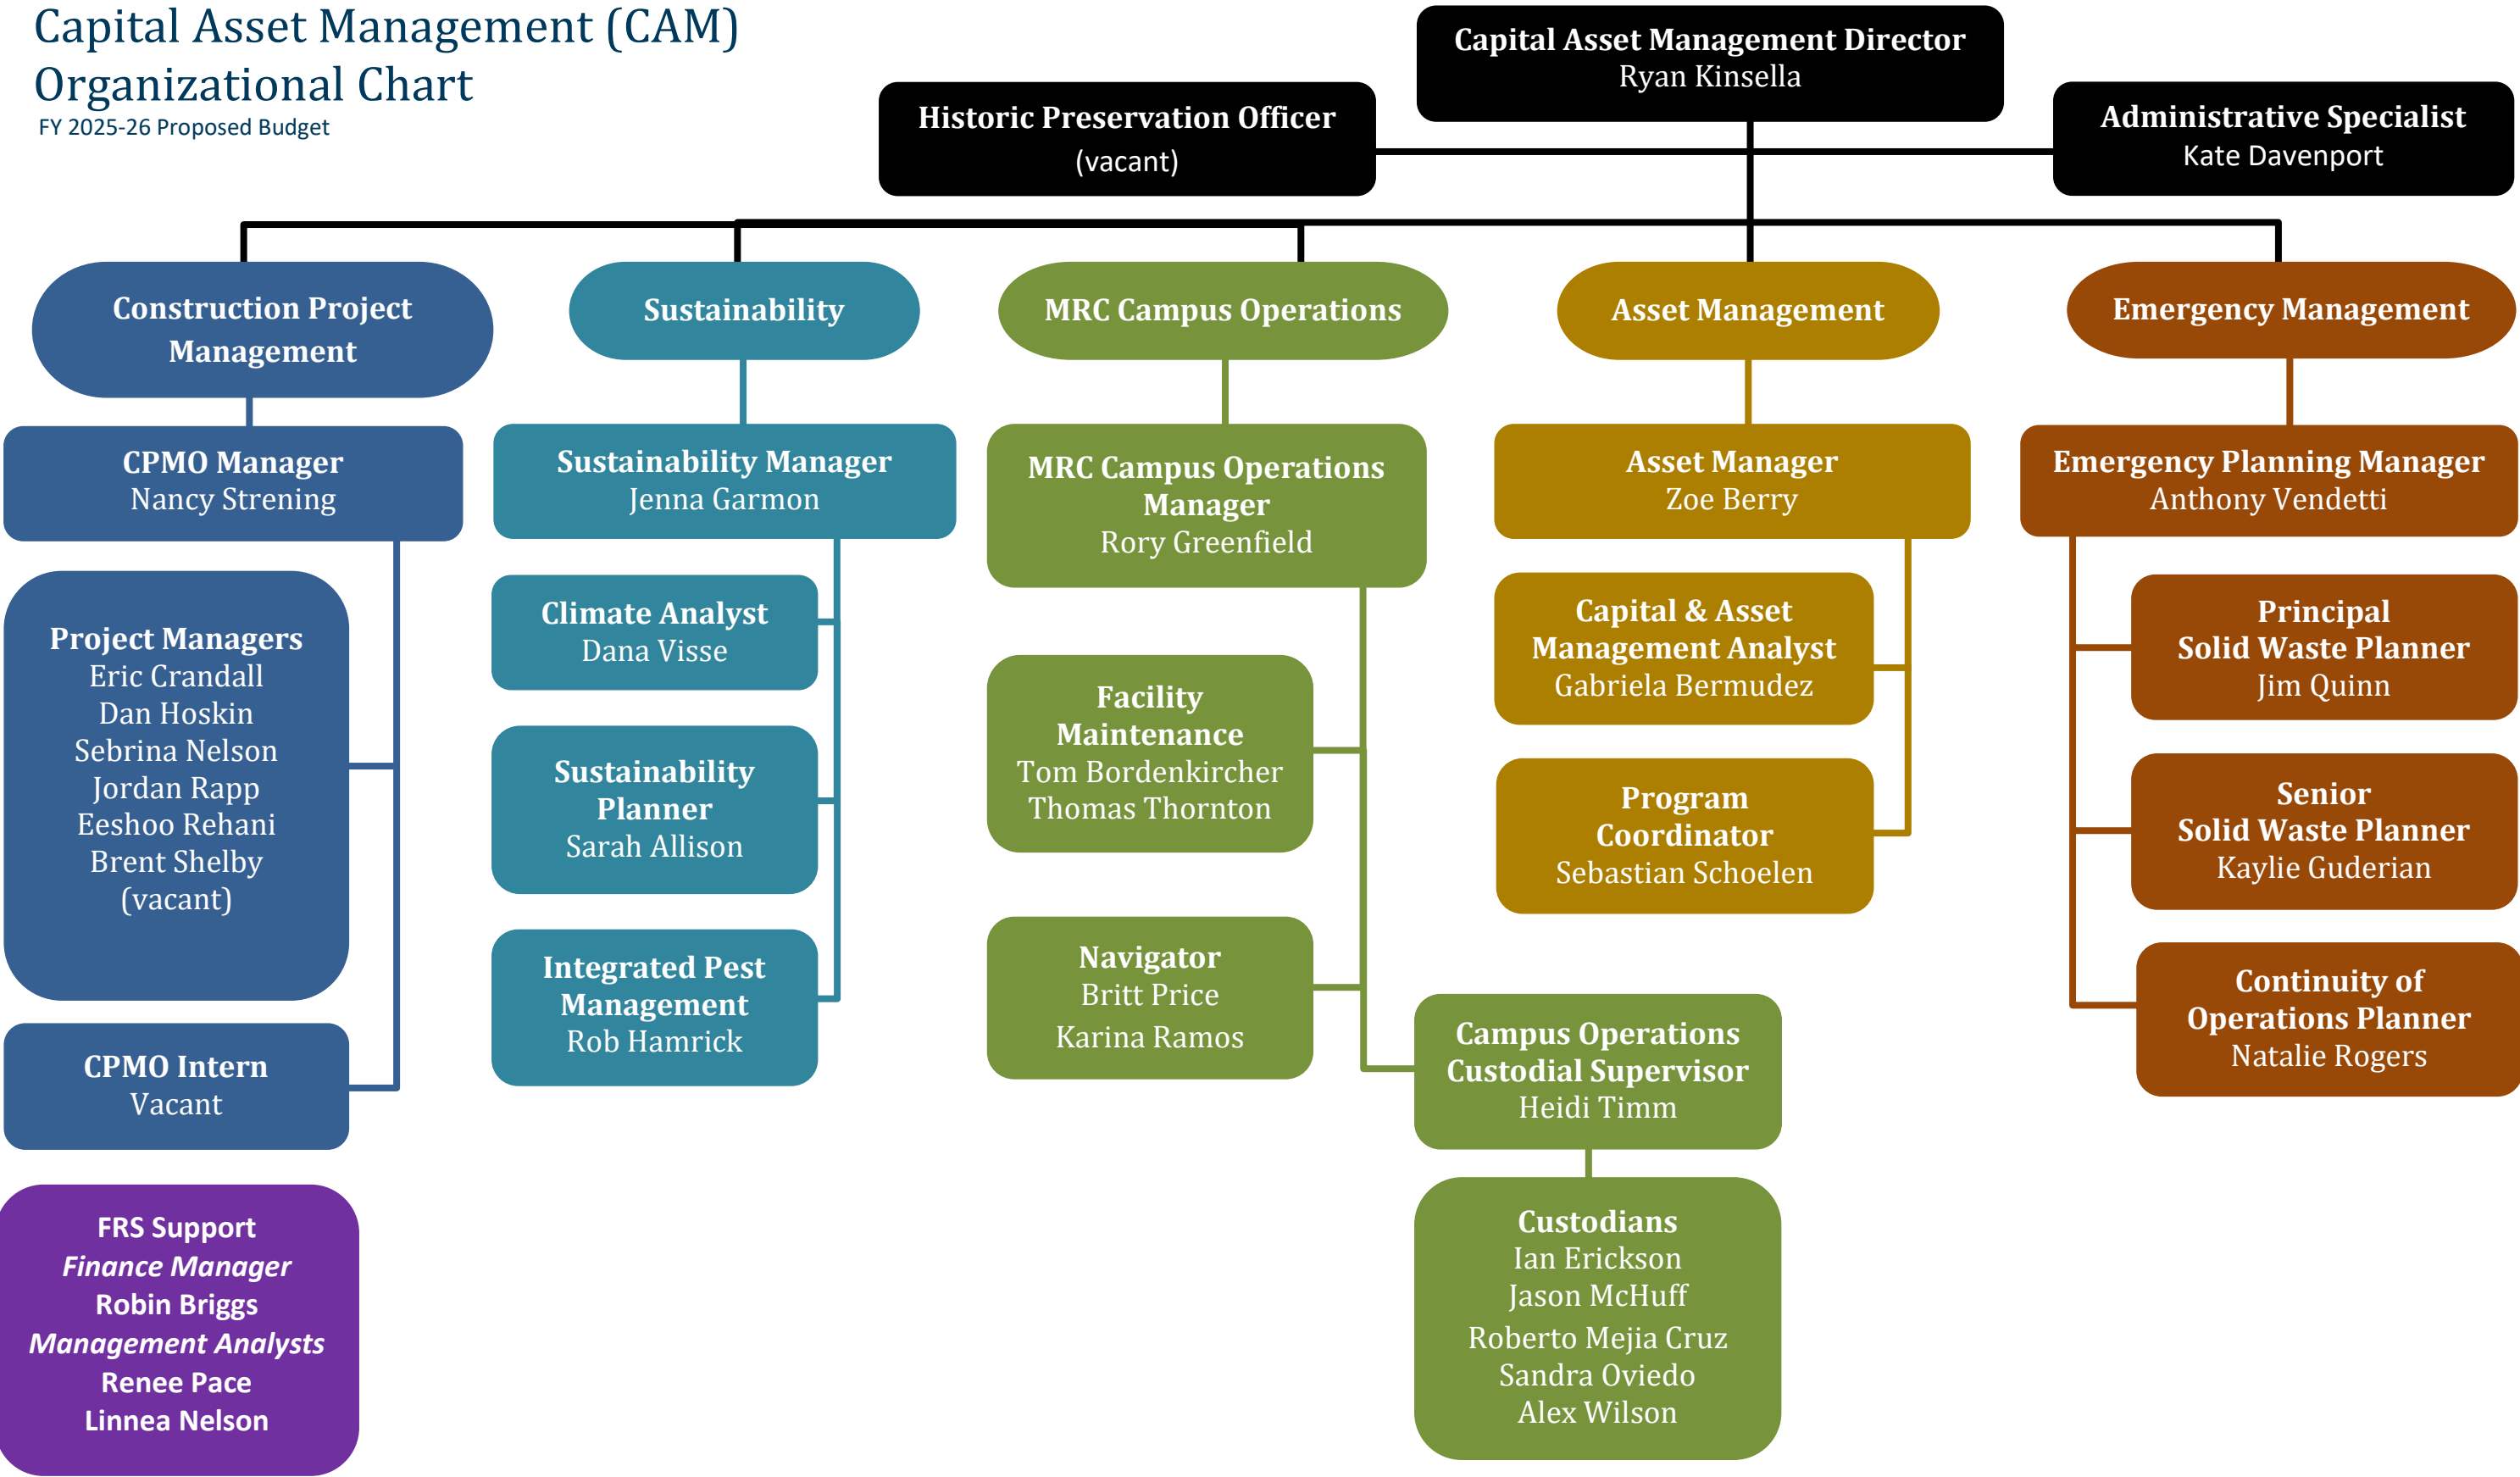 Capital Asset Management (CAM)
Organizational Chart
FY 2025-26 Proposed Budget
Capital Asset Management Director
Ryan Kinsella
Historic Preservation Officer
(vacant)
Administrative Specialist
Kate Davenport
Construction Project
Management
CPMO Manager
Nancy Strening
Project Managers
Eric Crandall
Dan Hoskin
Sebrina Nelson
Jordan Rapp
Eeshoo Rehani
Brent Shelby
(vacant)
CPMO Intern
Vacant
FRS Support
Finance Manager
Robin Briggs
Management Analysts
Renee Pace
Linnea Nelson
Sustainability
Sustainability Manager
Jenna Garmon
Climate Analyst
Dana Visse
Sustainability
Planner
Sarah Allison
Integrated Pest
Management
Rob Hamrick
MRC Campus Operations
MRC Campus Operations
Manager
Rory Greenfield
Facility
Maintenance
Tom Bordenkircher
Thomas Thornton
Navigator
Britt Price
Karina Ramos
Campus Operations
Custodial Supervisor
Heidi Timm
Custodians
Ian Erickson
Jason McHuff
Roberto Mejia Cruz
Sandra Oviedo
Alex Wilson
Asset Management
Asset Manager
Zoe Berry
Capital & Asset
Management Analyst
Gabriela Bermudez
Program
Coordinator
Sebastian Schoelen
Emergency Management
Emergency Planning Manager
Anthony Vendetti
Principal
Solid Waste Planner
Jim Quinn
Senior
Solid Waste Planner
Kaylie Guderian
Continuity of
Operations Planner
Natalie Rogers